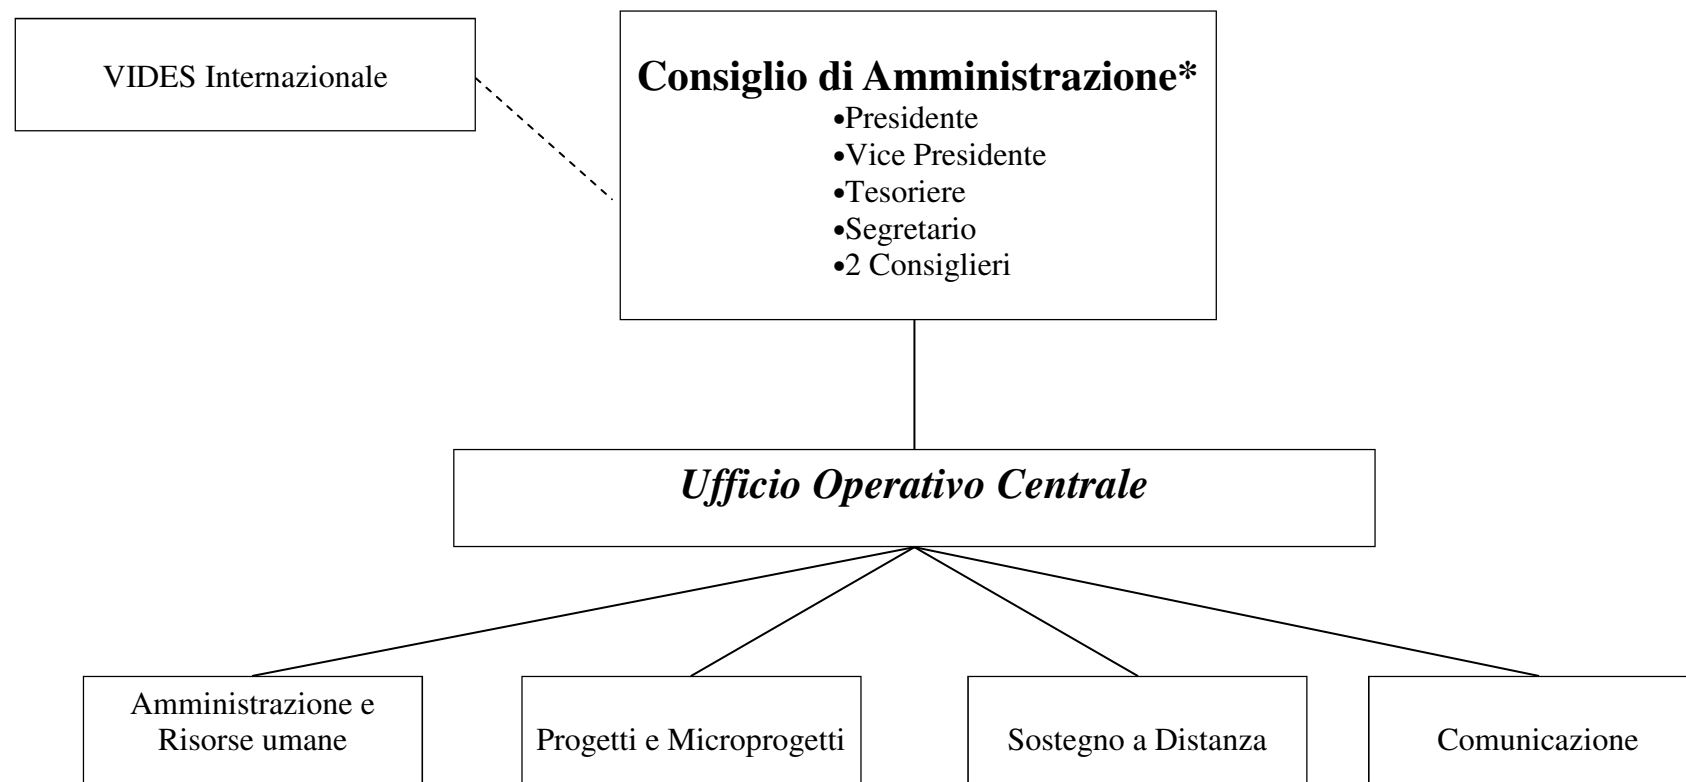 VIDES Internazionale
Consiglio di Amministrazione*
•Presidente
•Vice Presidente
•Tesoriere
•Segretario
•2 Consiglieri
Ufficio Operativo Centrale
Amministrazione e
Risorse umane
Progetti e Microprogetti
Sostegno a Distanza
Comunicazione